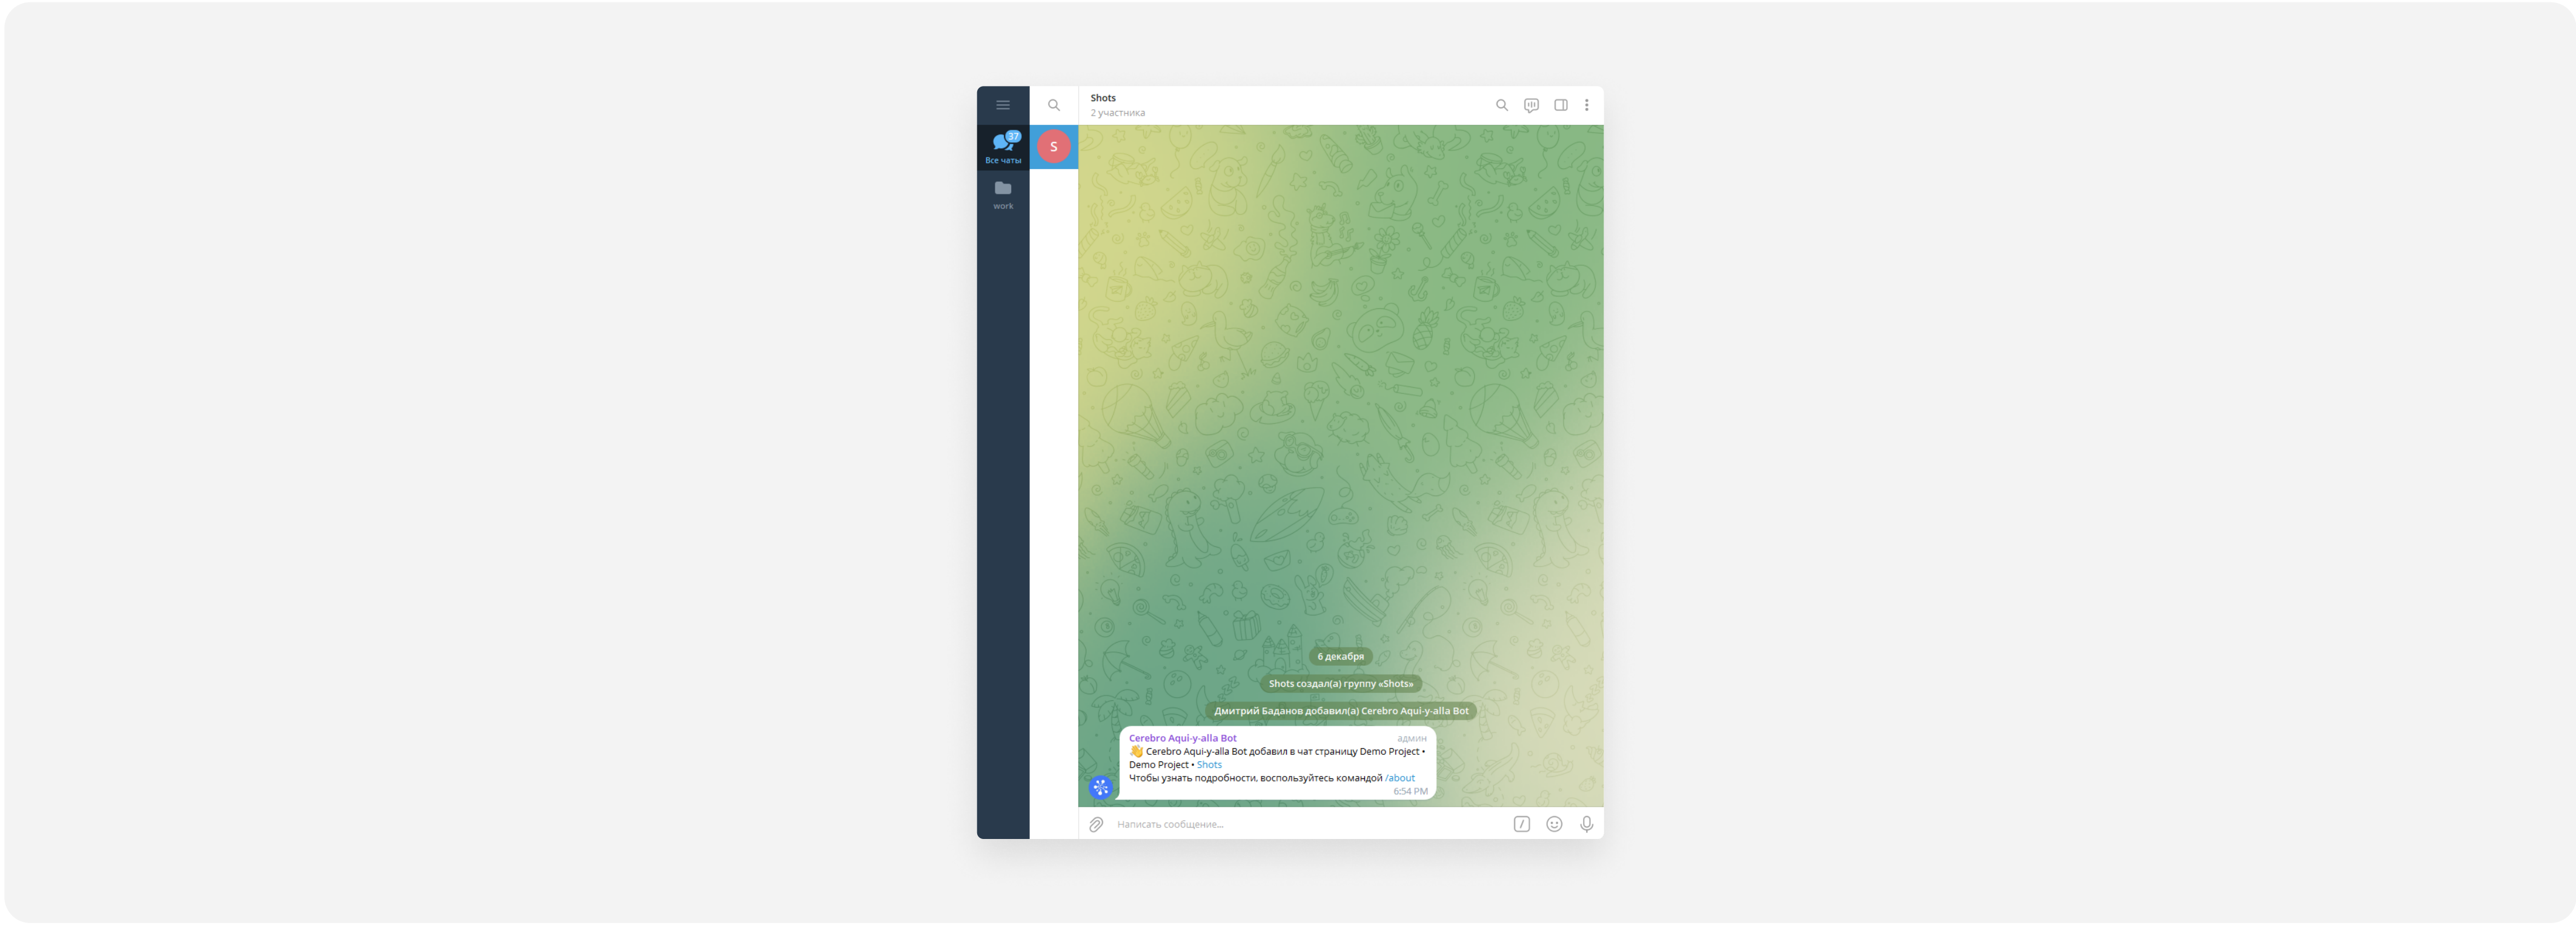 Shots
2 участника
37
Все чаты
S
work
6 декабря
Shots создал(а) группу «Shots»
Дмитрий Баданов добавил(а) Cerebro Aqui-y-alla Bot
Cerebro Aqui-y-alla Bot админ
👋 Cerebro Aqui-y-alla Bot добавил в чат страницу Demo Project •
Demo Project • Shots
Чтобы узнать подробности, воспользуйтесь командой /about
6:54 PM
Написать сообщение...